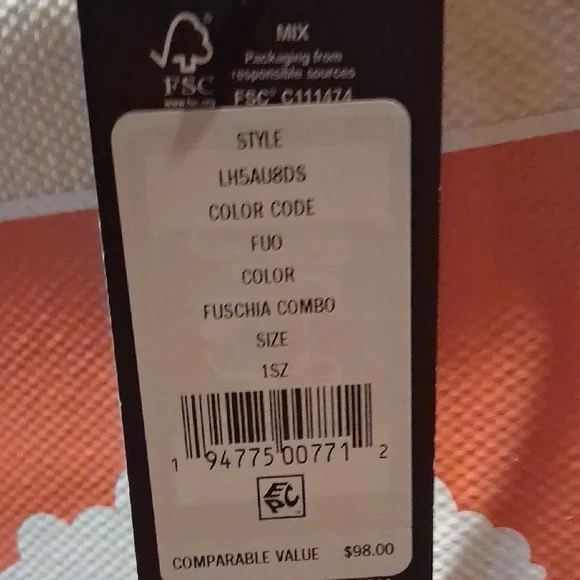 MIX
Packaging from
responsible sources
FSC
www.fsc.org
FSC® C111474
STYLE
LH5AU8DS
COLOR CODE
FUO
COLOR
FUSCHIA COMBO
SIZE
1SZ
1 94775 00771 2
EPC
COMPARABLE VALUE $98.00